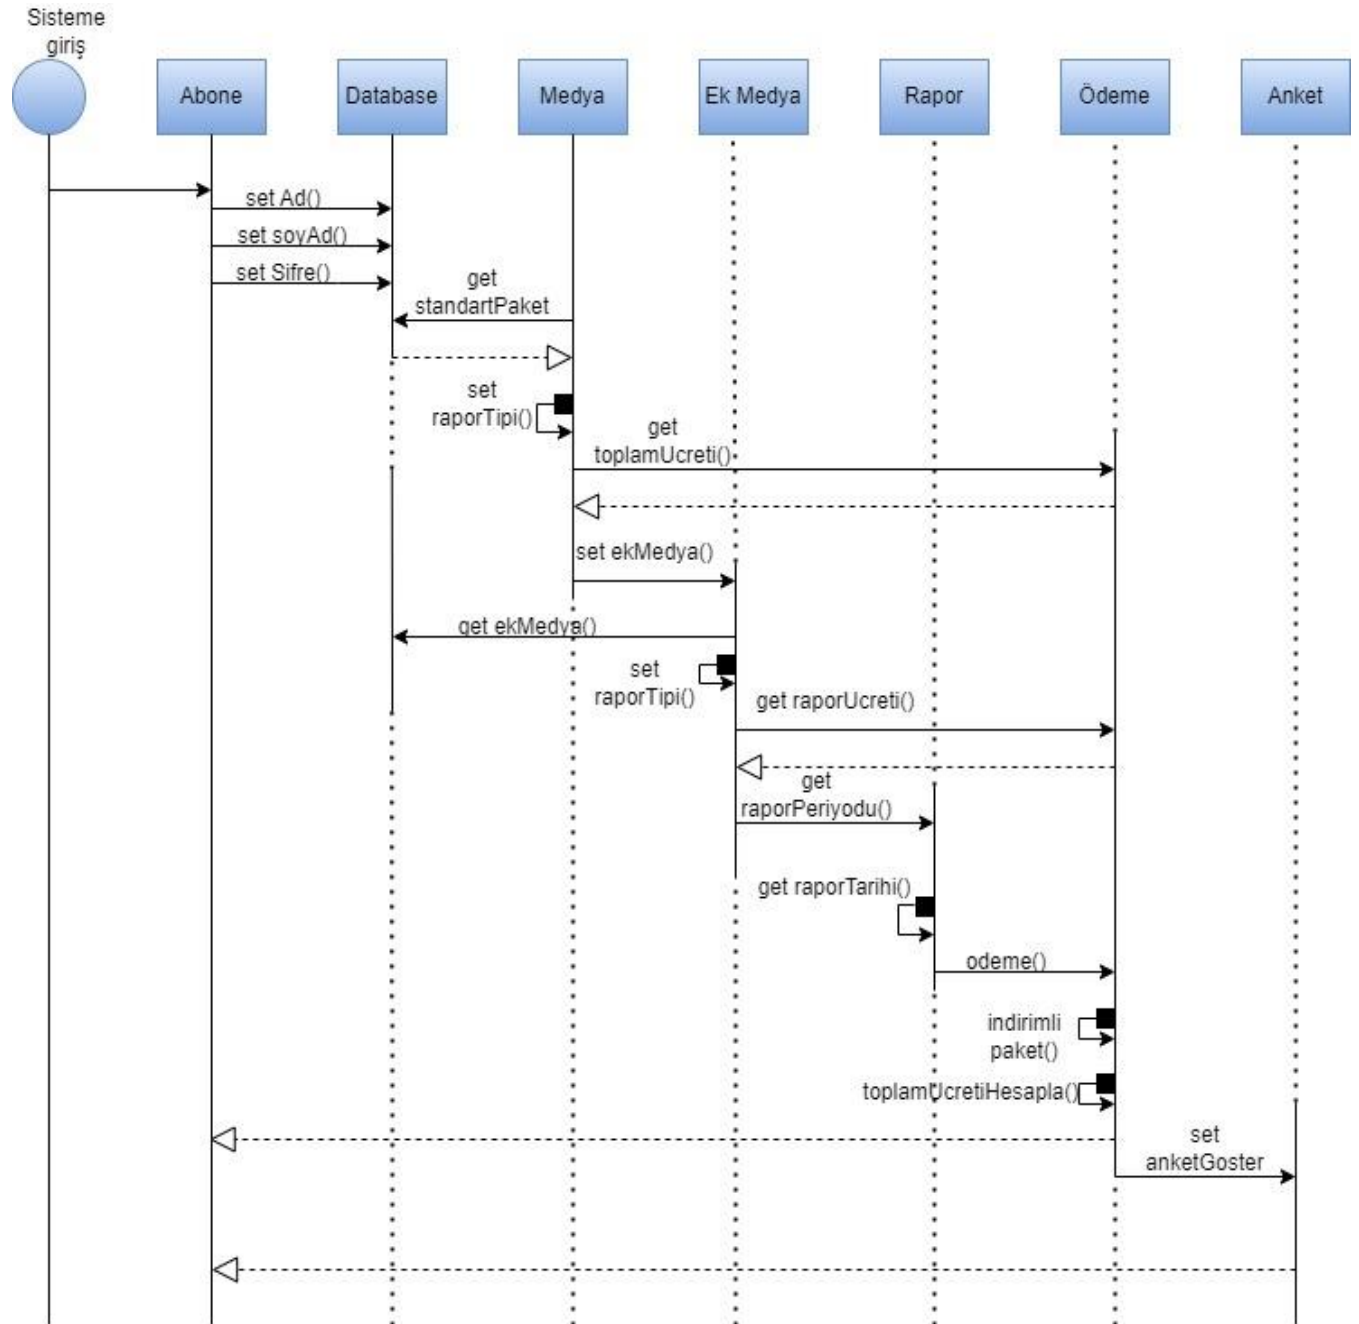 Sisteme
giriş
Abone
Database
Medya
Ek Medya
Rapor
Ödeme
Anket
set Ad()
set soyAd()
set Sifre()
get
standartPaket
set
raporTipi()
get
toplamUcreti()
set ekMedya()
get ekMedya()
set
raporTipi()
get raporUcreti()
get
raporPeriyodu()
get raporTarihi()
odeme()
indirimli
paket()
toplamUcretiHesapla()
set
anketGoster